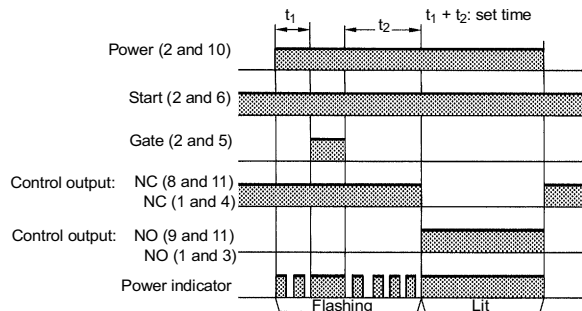 t1
t2
t1 + t2: set time
Power (2 and 10)
Start (2 and 6)
Gate (2 and 5)
Control output: NC (8 and 11)
NC (1 and 4)
Control output: NO (9 and 11)
NO (1 and 3)
Power indicator
Flashing
Lit